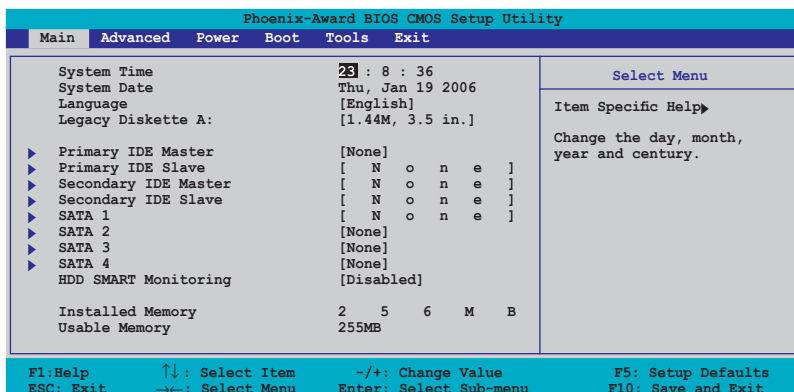 Phoenix-Award BIOS CMOS Setup Utility
Main Advanced Power Boot Tools Exit
System Time 23 : 8 : 36
System Date Thu, Jan 19 2006
Language [English]
Legacy Diskette A: [1.44M, 3.5 in.]
Primary IDE Master [None]
Primary IDE Slave [ N o n e ]
Secondary IDE Master [ N o n e ]
Secondary IDE Slave [ N o n e ]
SATA 1 [ N o n e ]
SATA 2 [None]
SATA 3 [None]
SATA 4 [None]
HDD SMART Monitoring [Disabled]
Installed Memory 2 5 6 M B
Usable Memory 255MB
Select Menu
Item Specific Help
Change the day, month,
year and century.
F1:Help ↑↓ : Select Item -/+: Change Value F5: Setup Defaults
ESC: Exit →←: Select Menu Enter: Select Sub-menu F10: Save and Exit